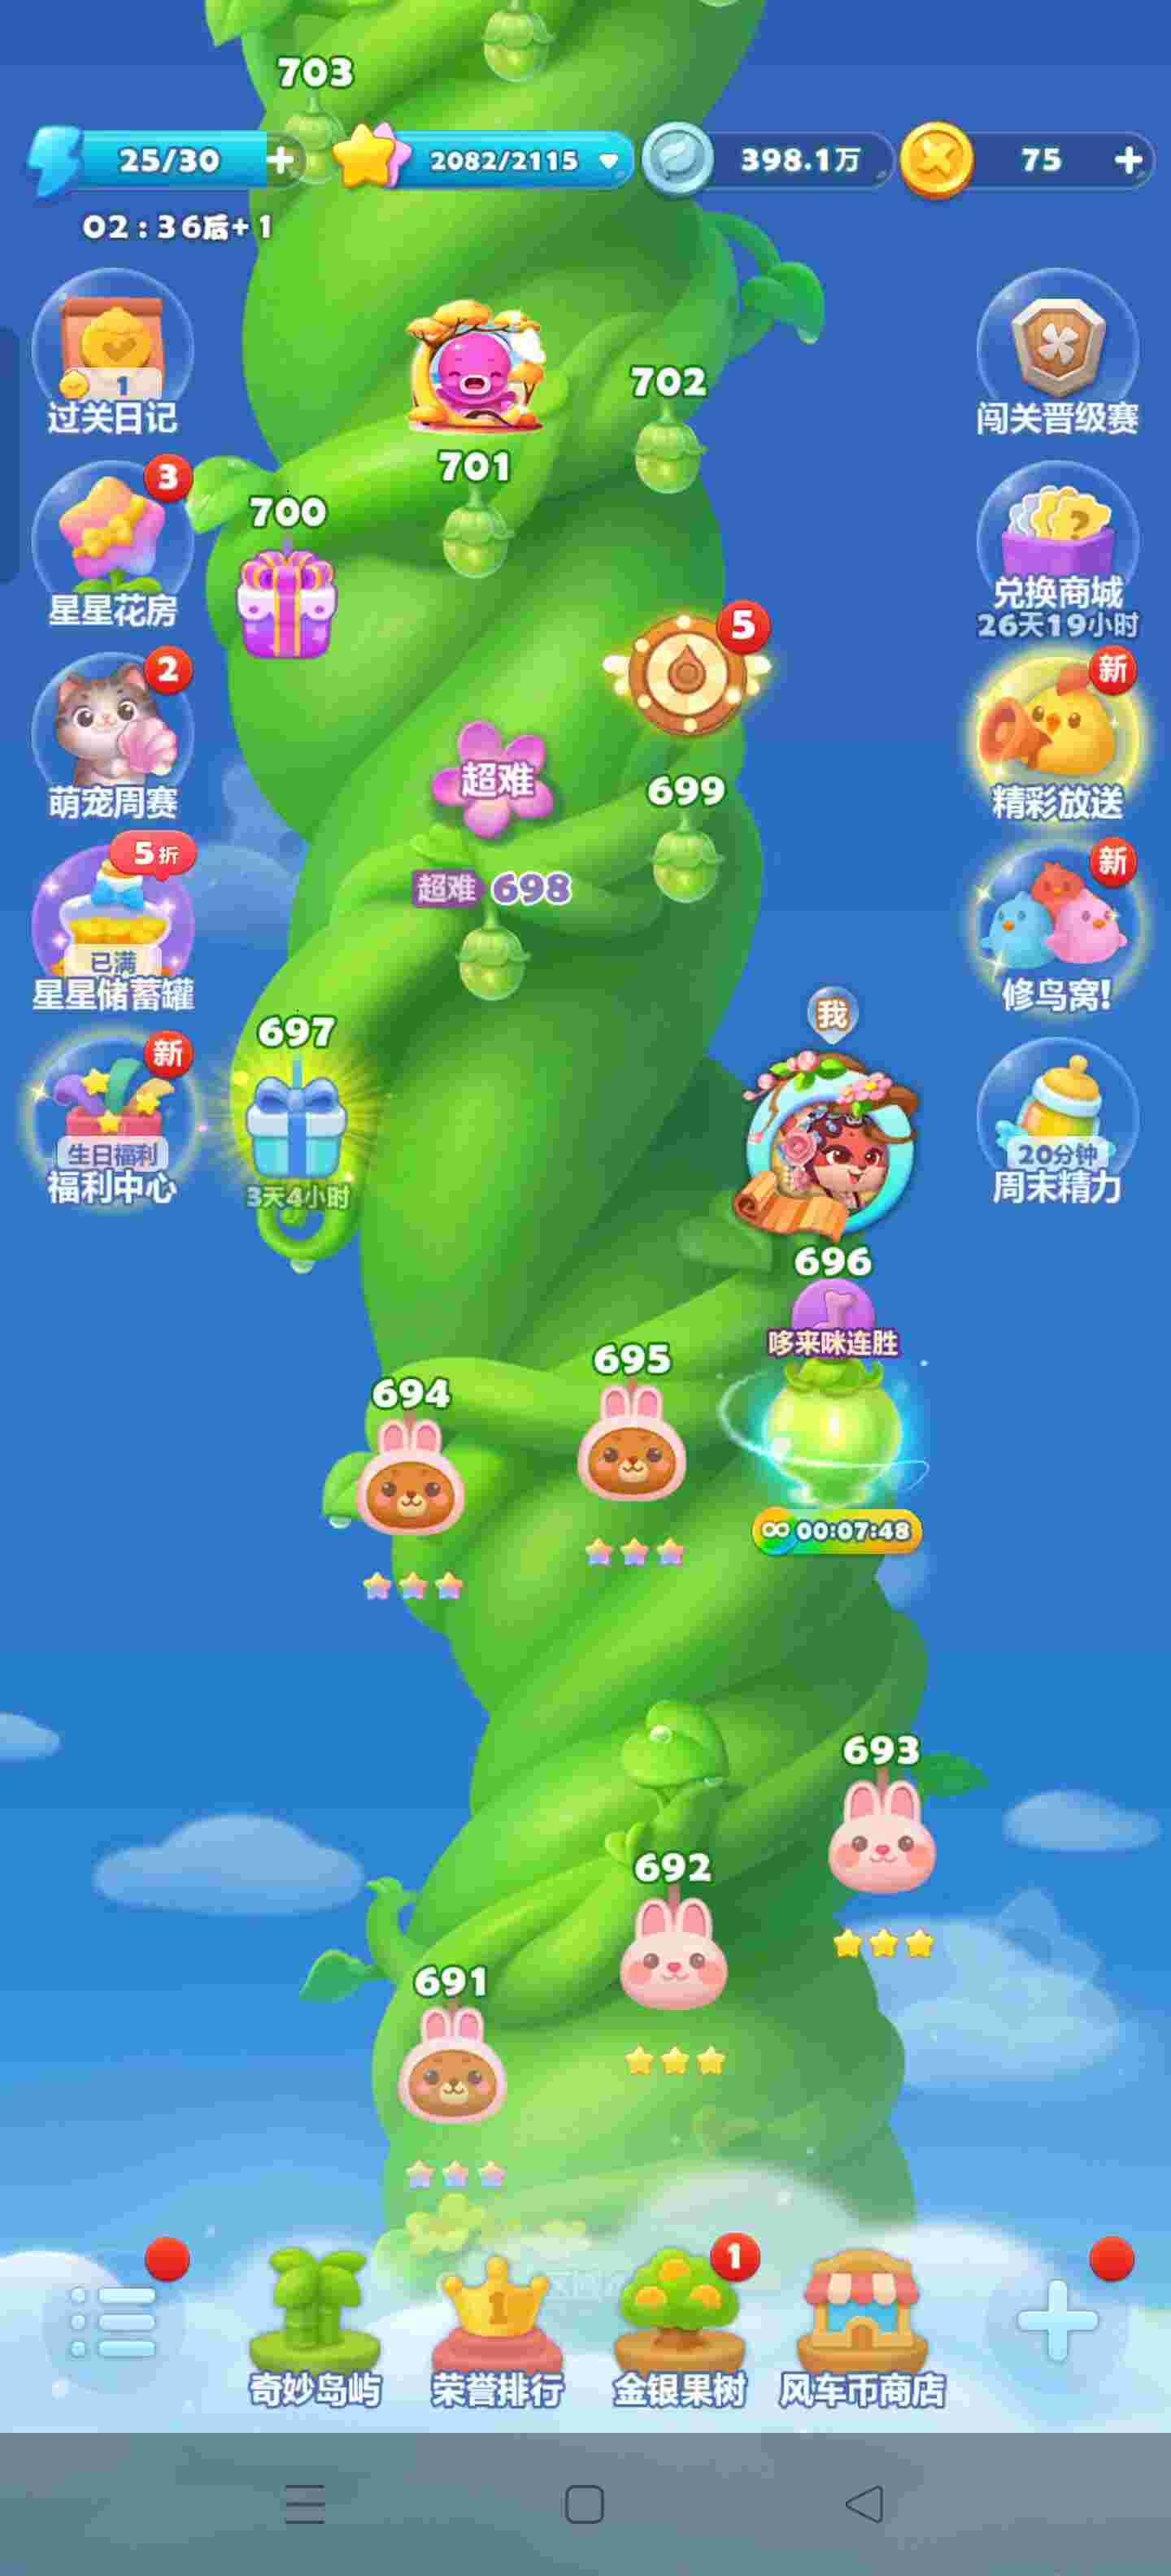 703
25/30
2082/2115
398.1万
75
02:36后+1
1
过关日记
闯关晋级赛
702
701
3
星星花房
700
兑换商城
26天19小时
5
2
萌宠周赛
超难
699
新
精彩放送
5折
已满
星星储蓄罐
超难 698
新
修鸟窝!
697
3天4小时
我
新
生日福利
福利中心
20分钟
周末精力
696
哆来咪连胜
695
694
00:07:48
693
692
691
1
1
奇妙岛屿
荣誉排行
金银果树
风车币商店